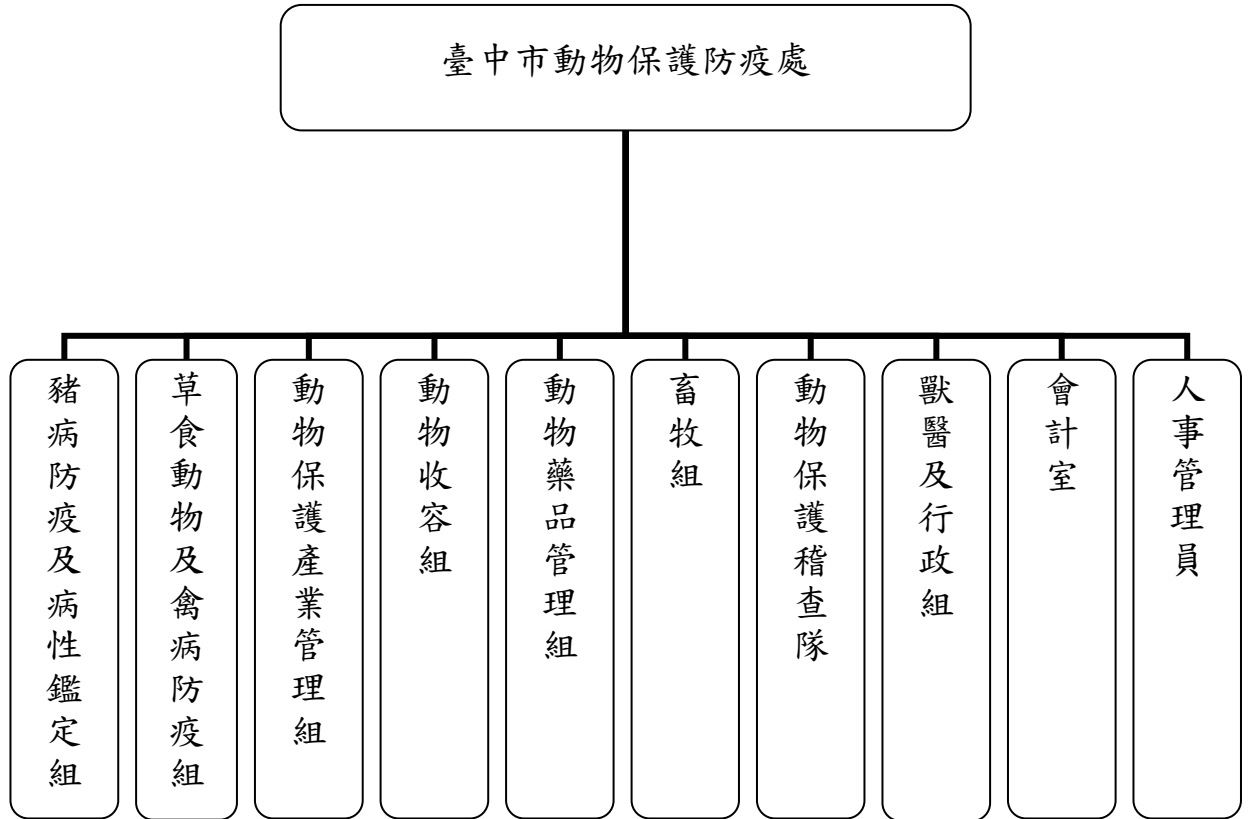 臺中市動物保護防疫處
豬病防疫及病性鑑定組
草食動物及禽病防疫組
動物保護產業管理組
動物收容組
動物藥品管理組
畜牧組
動物保護稽查隊
獸醫及行政組
會計室
人事管理員